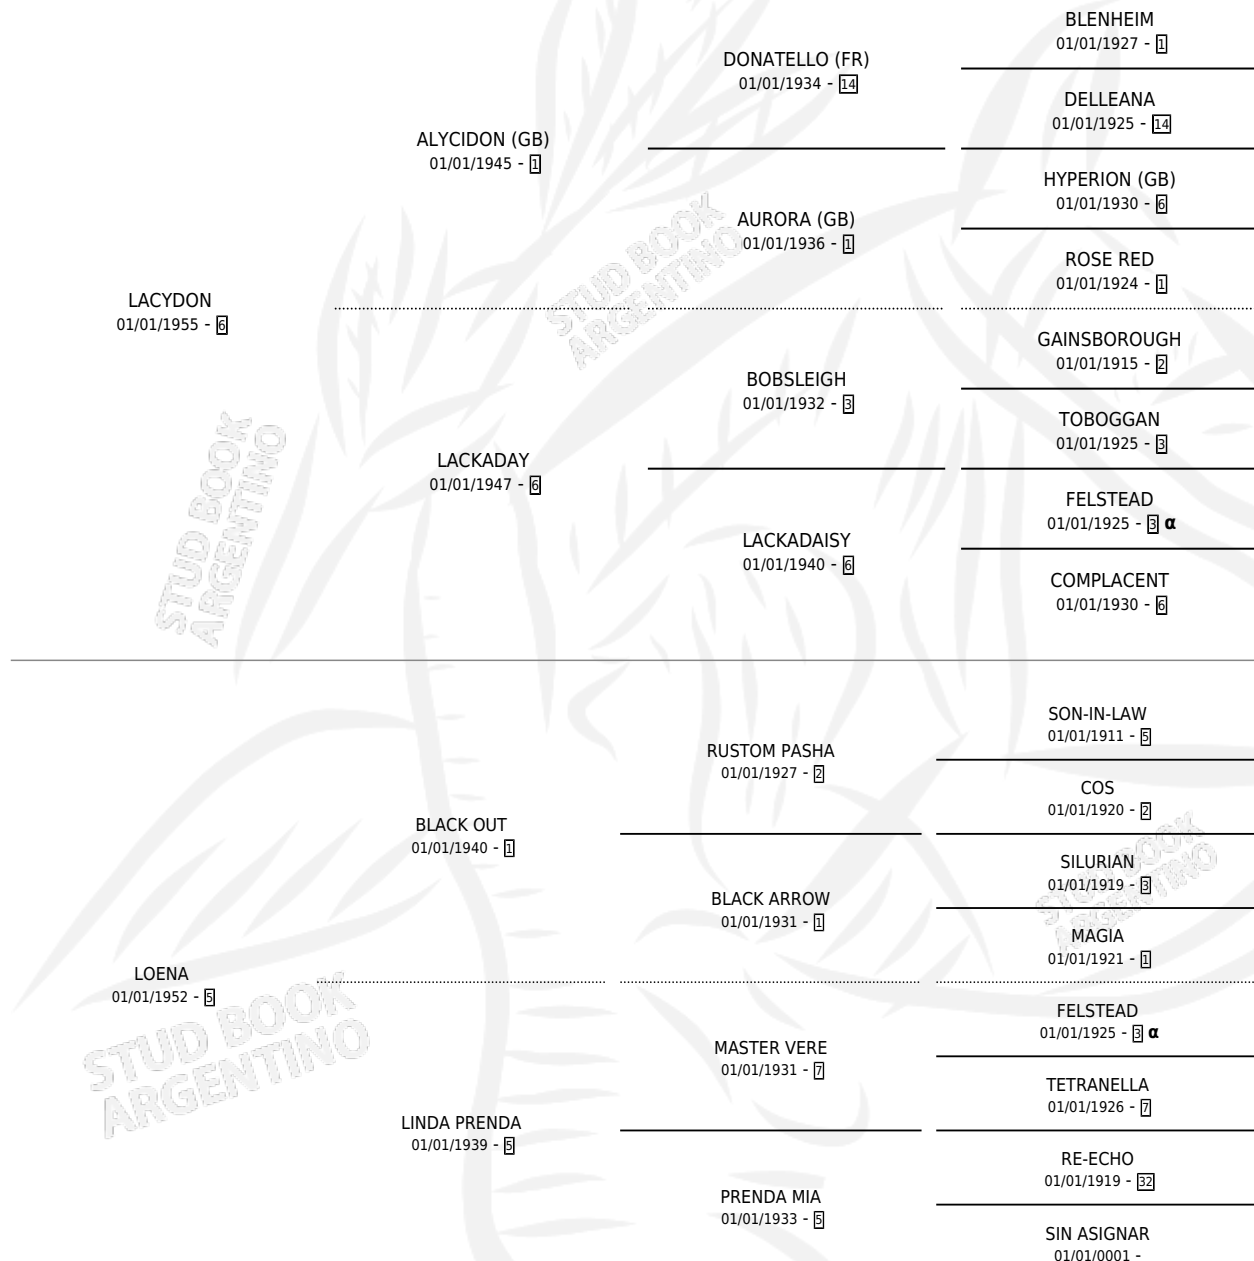 BLENHEIM
01/01/1927 - 1
DONATELLO (FR)
01/01/1934 - 14
DELLEANA
01/01/1925 - 14
ALYCIDON (GB)
01/01/1945 - 1
HYPERION (GB)
01/01/1930 - 6
AURORA (GB)
01/01/1936 - 1
ROSE RED
01/01/1924 - 1
LACYDON
01/01/1955 - 6
GAINSBOROUGH
01/01/1915 - 2
BOBSLEIGH
01/01/1932 - 3
TOBOGGAN
01/01/1925 - 3
LACKADAY
01/01/1947 - 6
FELSTEAD
01/01/1925 - 3 α
LACKADAISY
01/01/1940 - 6
COMPLACENT
01/01/1930 - 6
SON-IN-LAW
01/01/1911 - 5
RUSTOM PASHA
01/01/1927 - 2
COS
01/01/1920 - 2
BLACK OUT
01/01/1940 - 1
SILURIAN
01/01/1919 - 3
BLACK ARROW
01/01/1931 - 1
MAGIA
01/01/1921 - 1
LOENA
01/01/1952 - 5
FELSTEAD
01/01/1925 - 3 α
MASTER VERE
01/01/1931 - 7
TETRANELLA
01/01/1926 - 7
LINDA PRENDA
01/01/1939 - 5
RE-ECHO
01/01/1919 - 32
PRENDA MIA
01/01/1933 - 5
SIN ASIGNAR
01/01/0001 -
STUD BOOK
ARGENTINO
STUD BOOK
ARGENTINO
STUD BOOK
ARGENTINO
STUD BOOK
ARGENTINO